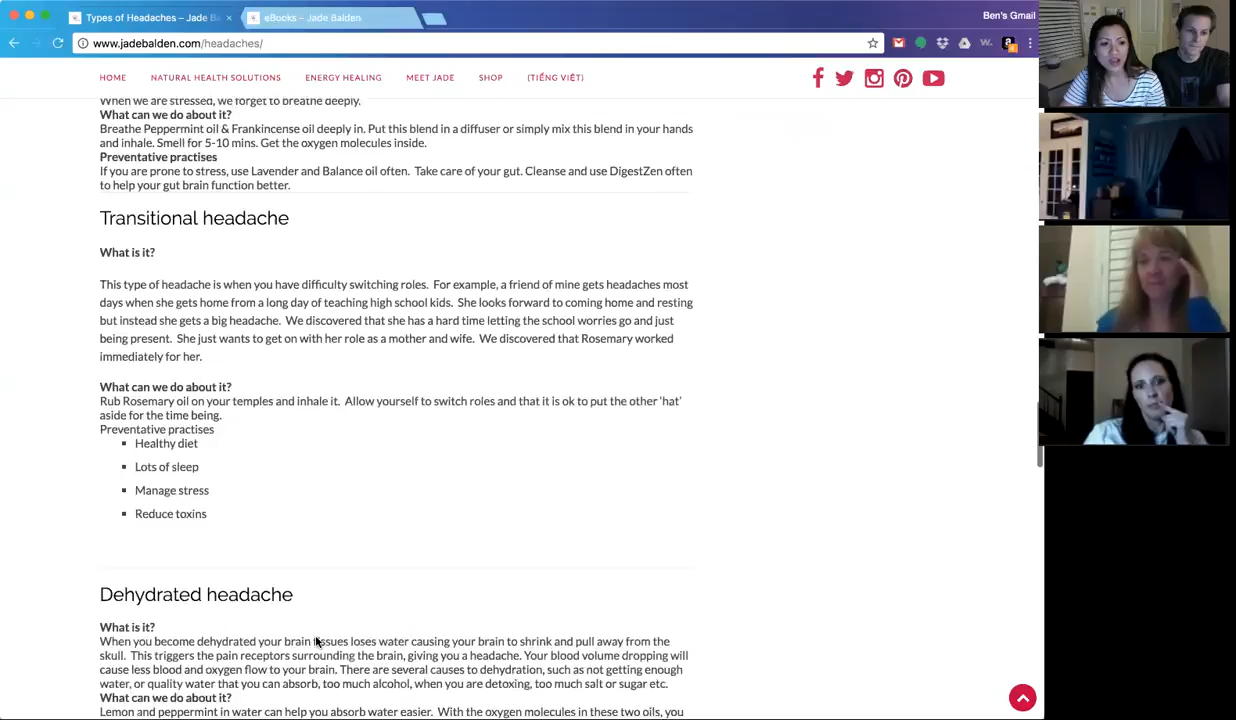 Types of Headaches – Jade B
eBooks – Jade Balden
Ben's Gmail
www.jadebalden.com/headaches/
HOME
NATURAL HEALTH SOLUTIONS
ENERGY HEALING
MEET JADE
SHOP
(TIẾNG VIỆT)
When we are stressed, we forget to breathe deeply.
What can we do about it?
Breathe Peppermint oil & Frankincense oil deeply in. Put this blend in a diffuser or simply mix this blend in your hands
and inhale. Smell for 5-10 mins. Get the oxygen molecules inside.
Preventative practises
If you are prone to stress, use Lavender and Balance oil often. Take care of your gut. Cleanse and use DigestZen often
to help your gut brain function better.
Transitional headache
What is it?
This type of headache is when you have difficulty switching roles. For example, a friend of mine gets headaches most
days when she gets home from a long day of teaching high school kids. She looks forward to coming home and resting
but instead she gets a big headache. We discovered that she has a hard time letting the school worries go and just
being present. She just wants to get on with her role as a mother and wife. We discovered that Rosemary worked
immediately for her.
What can we do about it?
Rub Rosemary oil on your temples and inhale it. Allow yourself to switch roles and that it is ok to put the other 'hat'
aside for the time being.
Preventative practises
Healthy diet
Lots of sleep
Manage stress
Reduce toxins
Dehydrated headache
What is it?
When you become dehydrated your brain tissues loses water causing your brain to shrink and pull away from the
skull. This triggers the pain receptors surrounding the brain, giving you a headache. Your blood volume dropping will
cause less blood and oxygen flow to your brain. There are several causes to dehydration, such as not getting enough
water, or quality water that you can absorb, too much alcohol, when you are detoxing, too much salt or sugar etc.
What can we do about it?
Lemon and peppermint in water can help you absorb water easier. With the oxygen molecules in these two oils, you